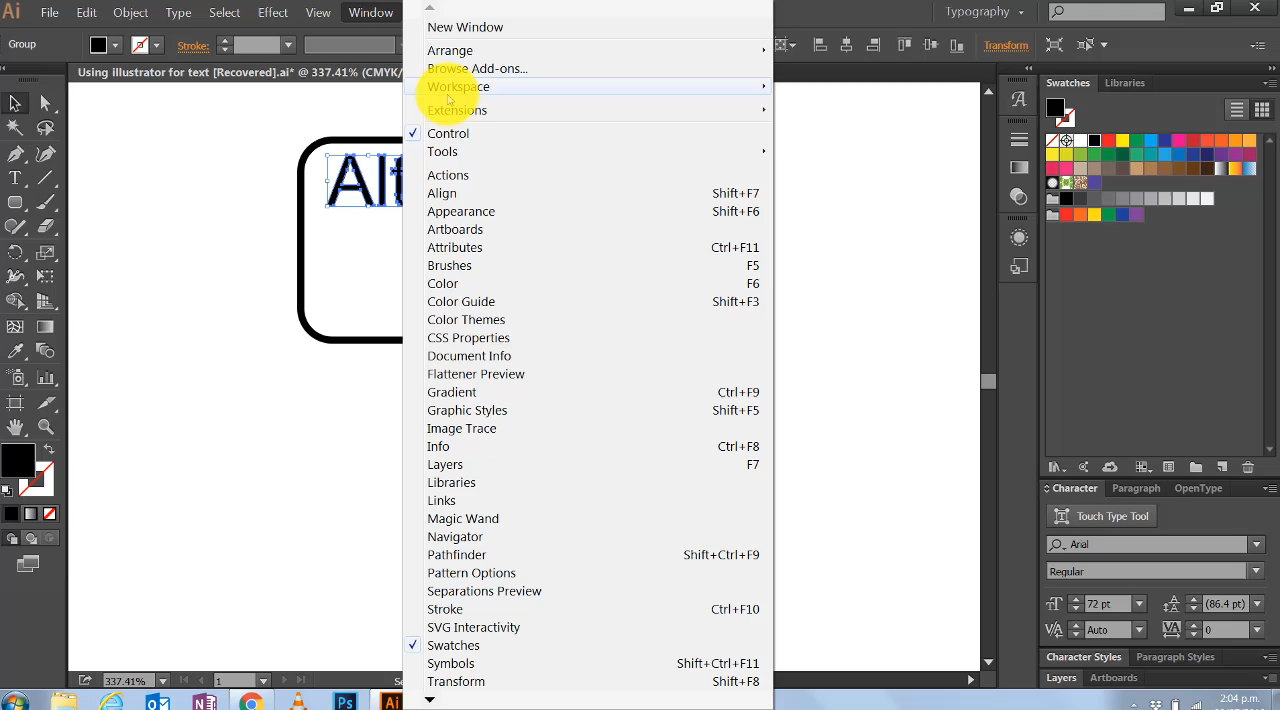 Ai File Edit Object Type Select Effect View Window Typography
Group Stroke: Transform
Using illustrator for text [Recovered].ai* @ 337.41% (CMYK/
New Window
Arrange
Browse Add-ons...
Workspace
Extensions
Control
Tools
Actions
Align Shift+F7
Appearance Shift+F6
Artboards
Attributes Ctrl+F11
Brushes F5
Color F6
Color Guide Shift+F3
Color Themes
CSS Properties
Document Info
Flattener Preview
Gradient Ctrl+F9
Graphic Styles Shift+F5
Image Trace
Info Ctrl+F8
Layers F7
Libraries
Links
Magic Wand
Navigator
Pathfinder Shift+Ctrl+F9
Pattern Options
Separations Preview
Stroke Ctrl+F10
SVG Interactivity
Swatches
Symbols Shift+Ctrl+F11
Transform Shift+F8
Swatches Libraries
Character Paragraph OpenType
Touch Type Tool
Arial
Regular
72 pt (86.4 pt)
Auto 0
Character Styles Paragraph Styles
Layers Artboards
337.41% 1
Ps Ai 2:04 p.m.